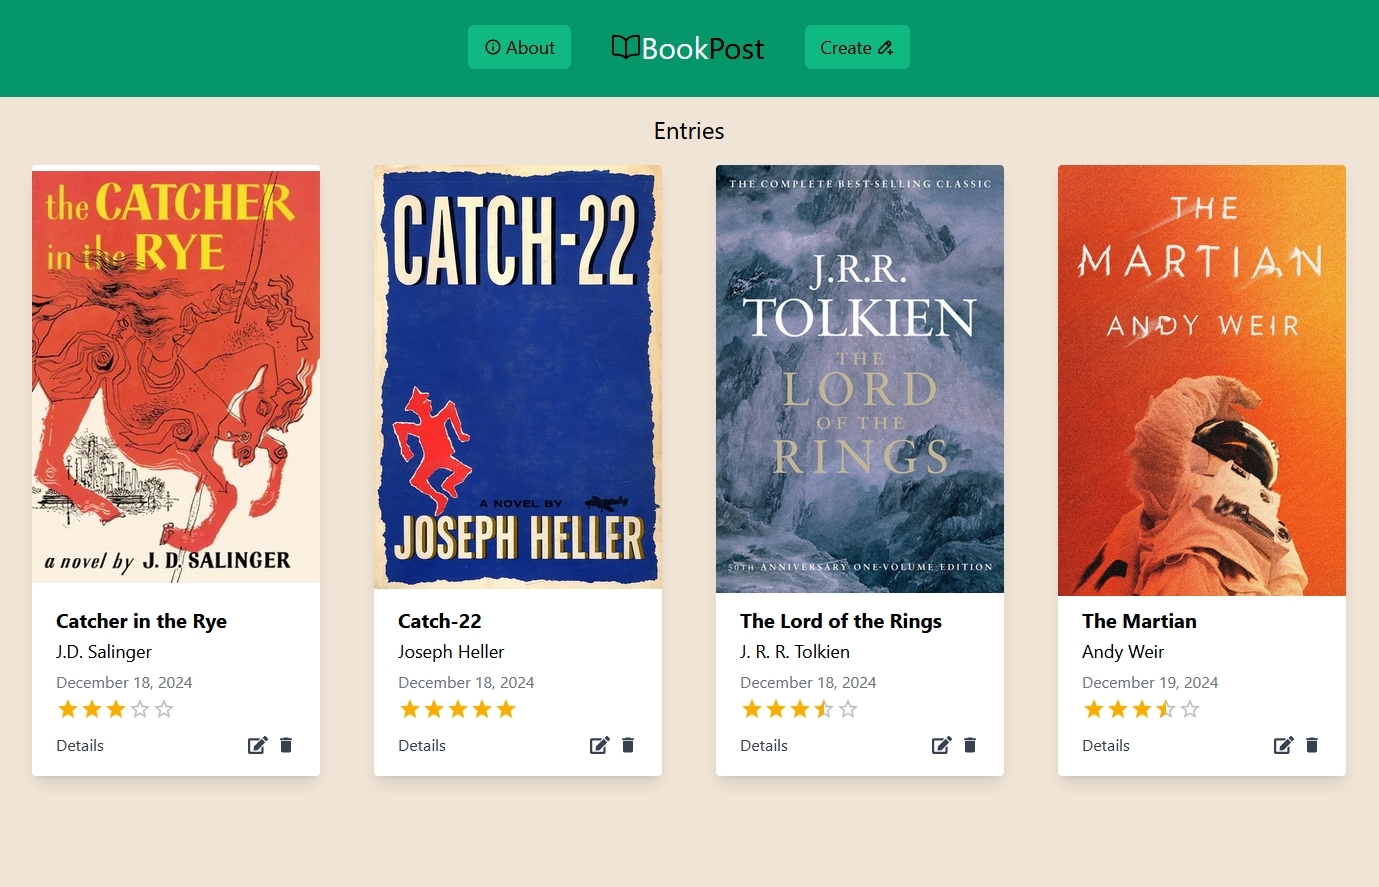 About
BookPost
Create
Entries
the CATCHER
in the RYE
a novel by J. D. SALINGER
Catcher in the Rye
J.D. Salinger
December 18, 2024
Details
CATCH-22
A NOVEL BY
JOSEPH HELLER
Catch-22
Joseph Heller
December 18, 2024
Details
THE COMPLETE BEST-SELLING CLASSIC
J.R.R.
TOLKIEN
THE
LORD
OF THE
RINGS
50TH ANNIVERSARY ONE-VOLUME EDITION
The Lord of the Rings
J. R. R. Tolkien
December 18, 2024
Details
THE
MARTIAN
ANDY WEIR
The Martian
Andy Weir
December 19, 2024
Details